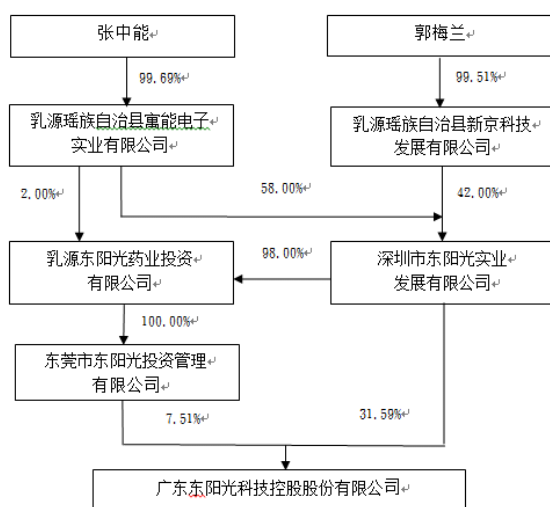 张中能
郭梅兰
99.69%
99.51%
乳源瑶族自治县寓能电子
实业有限公司
乳源瑶族自治县新京科技
发展有限公司
2.00%
58.00%
42.00%
乳源东阳光药业投资
有限公司
98.00%
深圳市东阳光实业
发展有限公司
100.00%
东莞市东阳光投资管理
有限公司
7.51%
31.59%
广东东阳光科技控股股份有限公司